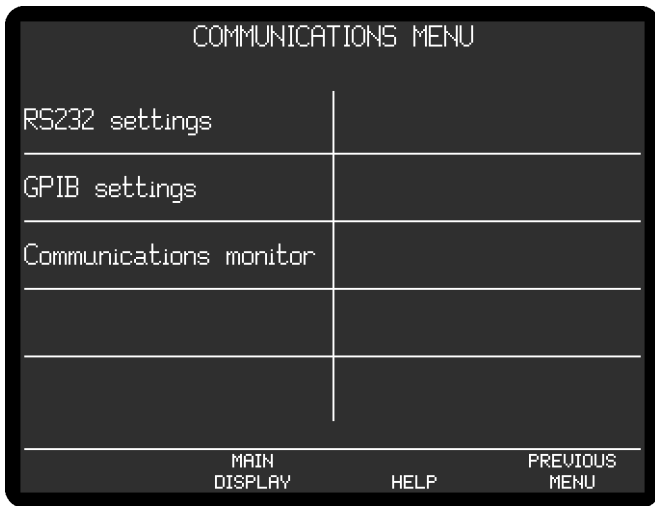 COMMUNICATIONS MENU
RS232 settings
GPIB settings
Communications monitor
MAIN DISPLAY
HELP
PREVIOUS MENU